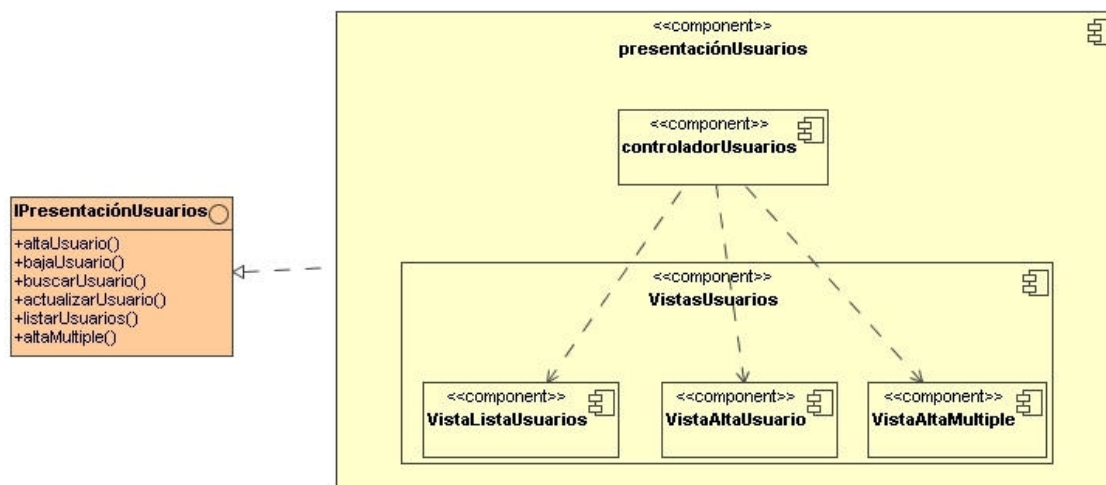 <<component>>
presentaciónUsuarios
<<component>>
controladorUsuarios
IPresentaciónUsuarios
+altaUsuario()
+bajaUsuario()
+buscarUsuario()
+actualizarUsuario()
+listarUsuarios()
+altaMultiple()
<<component>>
VistasUsuarios
<<component>>
VistaListaUsuarios
<<component>>
VistaAltaUsuario
<<component>>
VistaAltaMultiple